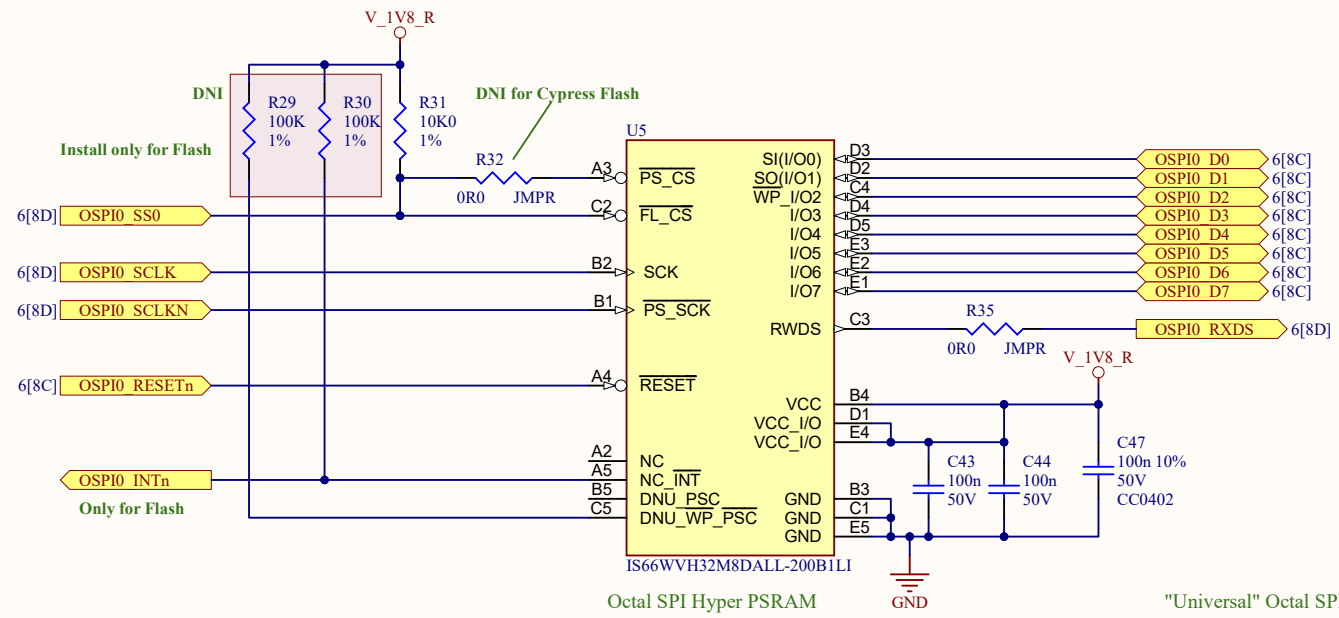 V_1V8_R
DNI
R29
100K
1%
R30
100K
1%
R31
10K0
1%
DNI for Cypress Flash
Install only for Flash
R32
0R0
JMPR
U5
6[8D] OSPI0_SS0
6[8D] OSPI0_SCLK
6[8D] OSPI0_SCLKN
6[8C] OSPI0_RESETn
OSPI0_INTn
Only for Flash
A3 PS_CS
C2 FL_CS
B2 SCK
B1 PS_SCK
A4 RESET
A2 NC
A5 NC_INT
B5 DNU_PSC
C5 DNU_WP_PSC
SI(I/O0) D3 OSPI0_D0 6[8C]
SO(I/O1) D2 OSPI0_D1 6[8C]
WP_I/O2 C4 OSPI0_D2 6[8C]
I/O3 D4 OSPI0_D3 6[8C]
I/O4 D5 OSPI0_D4 6[8C]
I/O5 E3 OSPI0_D5 6[8C]
I/O6 E2 OSPI0_D6 6[8C]
I/O7 E1 OSPI0_D7 6[8C]
R35
RWDS C3 OSPI0_RXDS 6[8D]
0R0
JMPR
V_1V8_R
VCC B4
VCC_I/O D1
VCC_I/O E4
GND B3
GND C1
GND E5
C43
100n
50V
C44
100n
50V
C47
100n 10%
50V
CC0402
IS66WVH32M8DALL-200B1LI
Octal SPI Hyper PSRAM
GND
"Universal" Octal SP